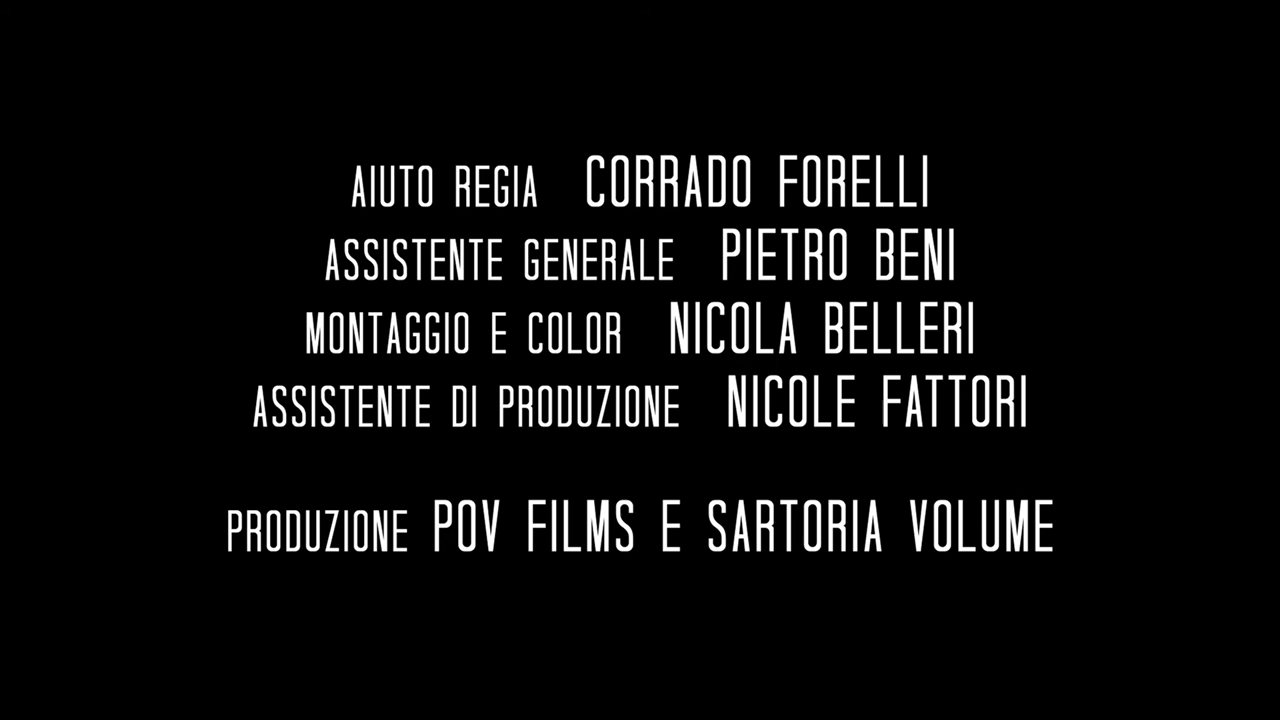 AIUTO REGIA CORRADO FORELLI
ASSISTENTE GENERALE PIETRO BENI
MONTAGGIO E COLOR NICOLA BELLERI
ASSISTENTE DI PRODUZIONE NICOLE FATTORI
PRODUZIONE POV FILMS E SARTORIA VOLUME